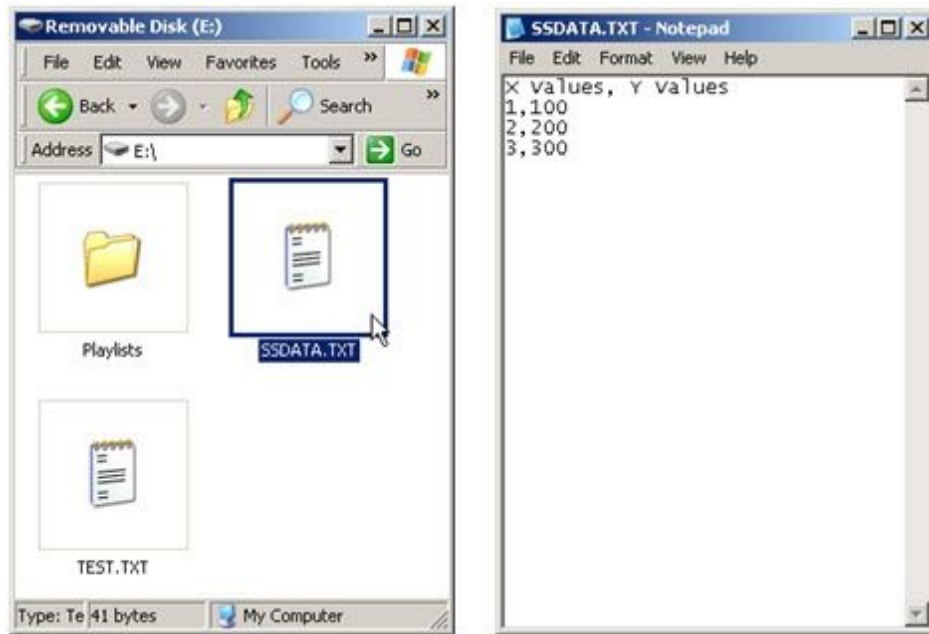 Removable Disk (E:)
File Edit View Favorites Tools »
Back Search »
Address E:\ Go
Playlists
SSDATA.TXT
TEST.TXT
Type: Te 41 bytes My Computer
SSDATA.TXT - Notepad
File Edit Format View Help
X Values, Y Values
1,100
2,200
3,300